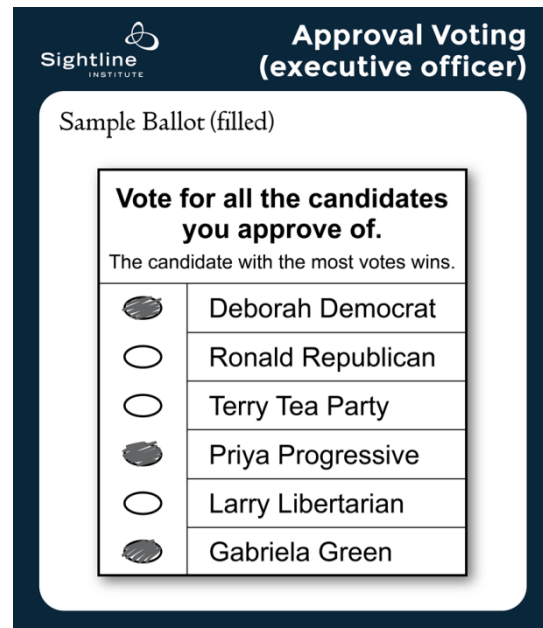 Sightline
INSTITUTE
Approval Voting
(executive officer)
Sample Ballot (filled)
Vote for all the candidates
you approve of.
The candidate with the most votes wins.
Deborah Democrat
Ronald Republican
Terry Tea Party
Priya Progressive
Larry Libertarian
Gabriela Green